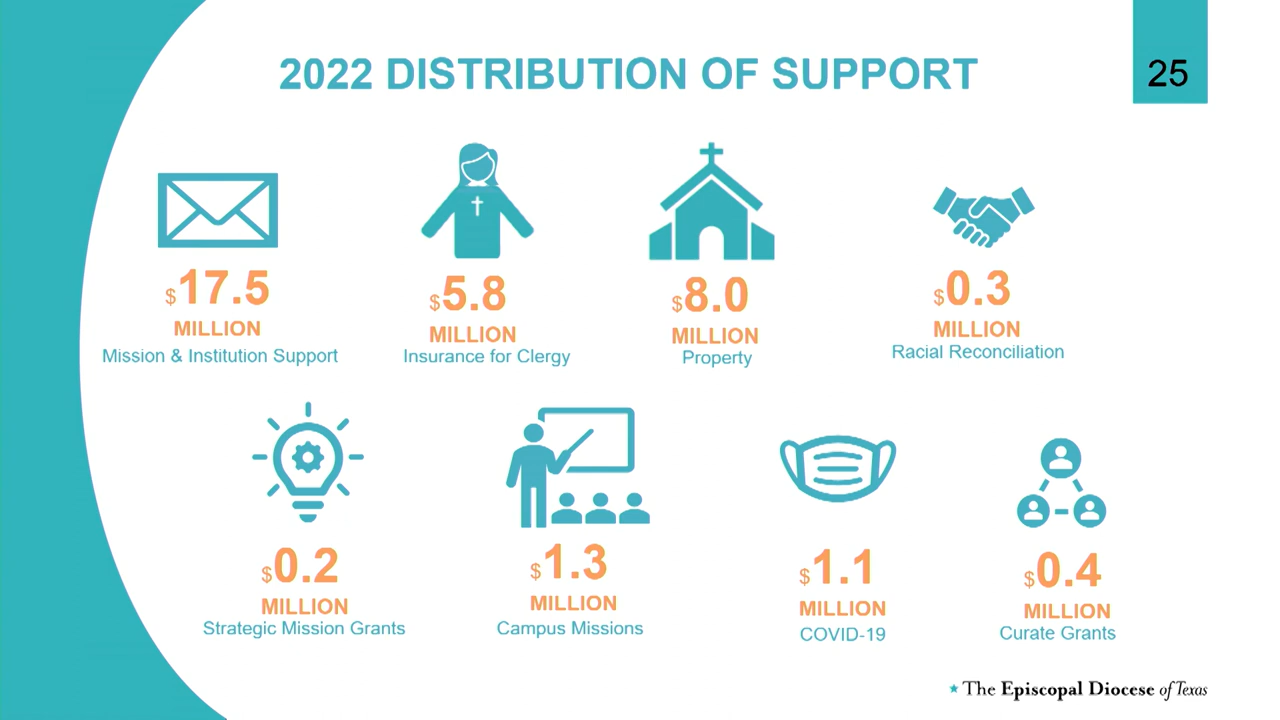 2022 DISTRIBUTION OF SUPPORT
25
$17.5
MILLION
Mission & Institution Support
$5.8
MILLION
Insurance for Clergy
$8.0
MILLION
Property
$0.3
MILLION
Racial Reconciliation
$0.2
MILLION
Strategic Mission Grants
$1.3
MILLION
Campus Missions
$1.1
MILLION
COVID-19
$0.4
MILLION
Curate Grants
The Episcopal Diocese of Texas